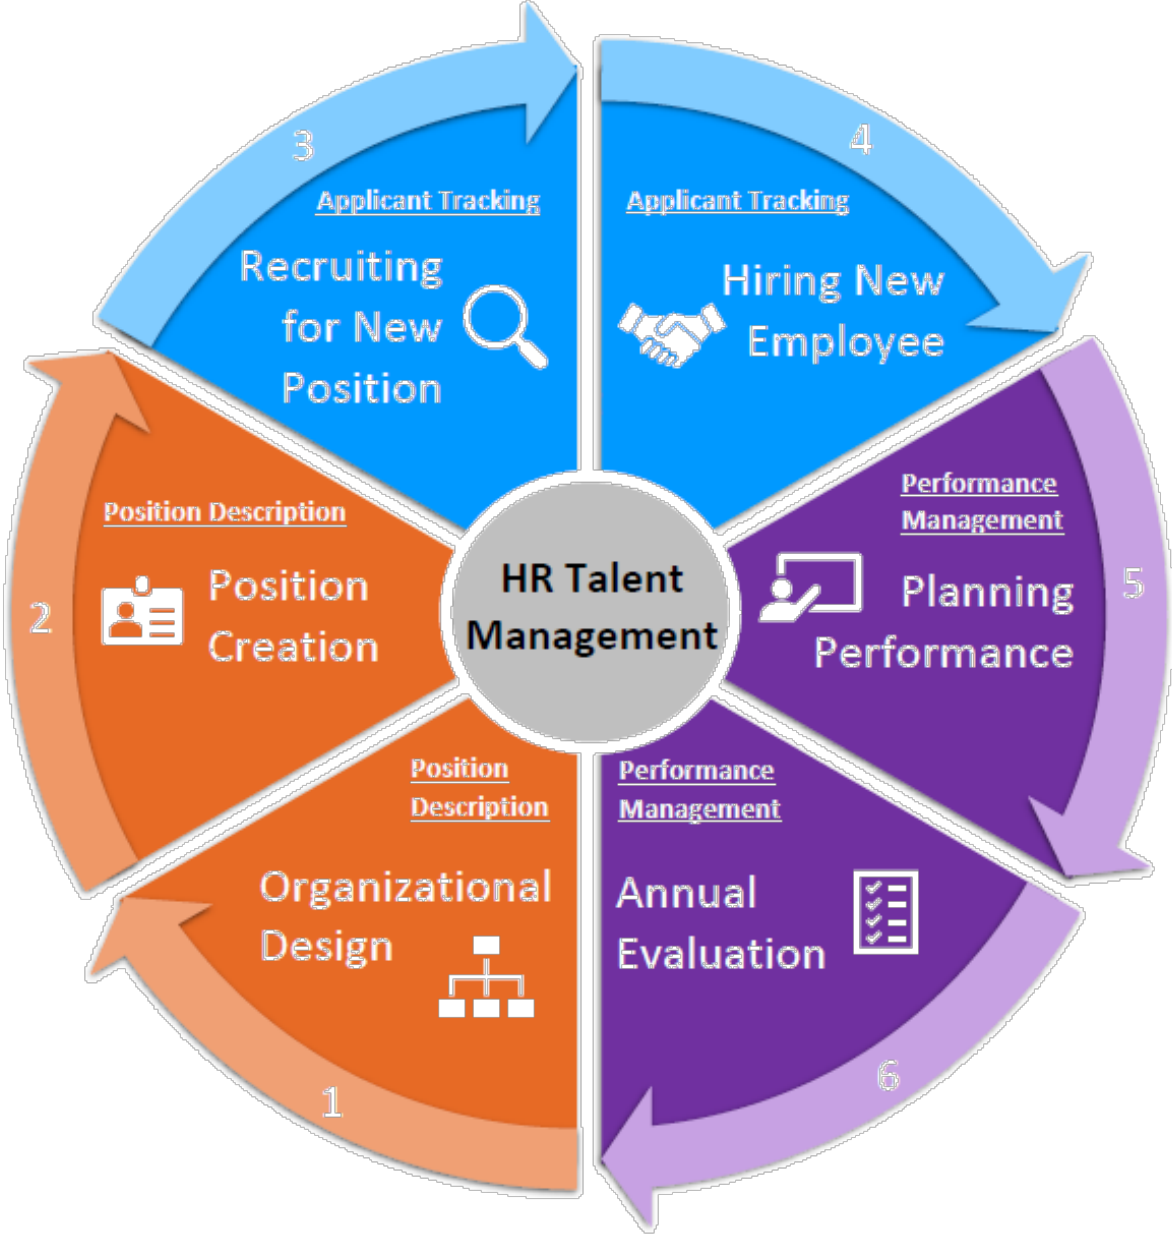 3
4
Applicant Tracking
Recruiting
for New
Position
Applicant Tracking
Hiring New
Employee
Position Description
Position
Creation
2
HR Talent
Management
Performance
Management
Planning
Performance
5
Position
Description
Organizational
Design
1
Performance
Management
Annual
Evaluation
6